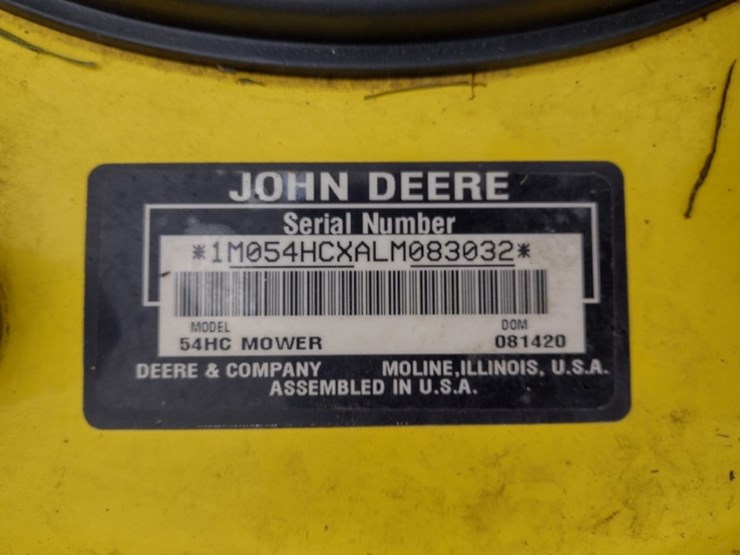 JOHN DEERE
Serial Number
*1M054HCXALM083032*
MODEL DOM
54HC MOWER 081420
DEERE & COMPANY MOLINE,ILLINOIS, U.S.A.
ASSEMBLED IN U.S.A.